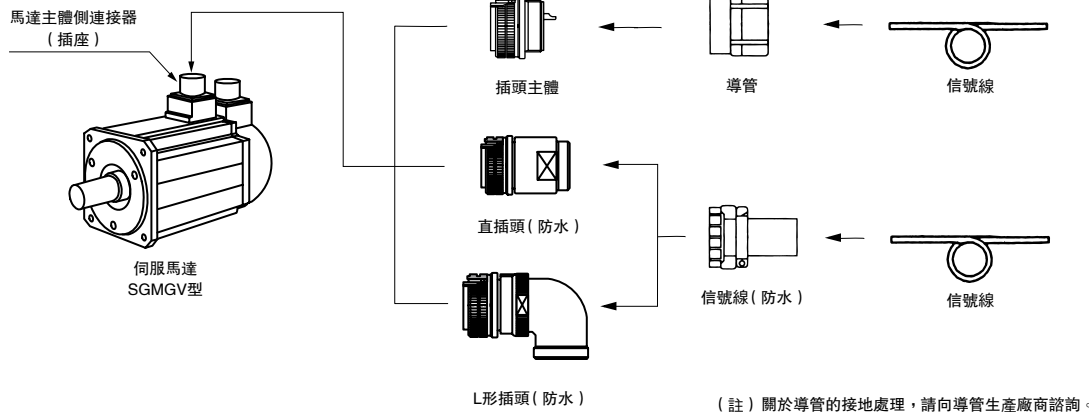 馬達主體側連接器
（插座）
插頭主體
導管
信號線
直插頭（防水）
伺服馬達
SGMGV型
信號線（防水）
信號線
L形插頭（防水）
（註）關於導管的接地處理，請向導管生產廠商諮詢。